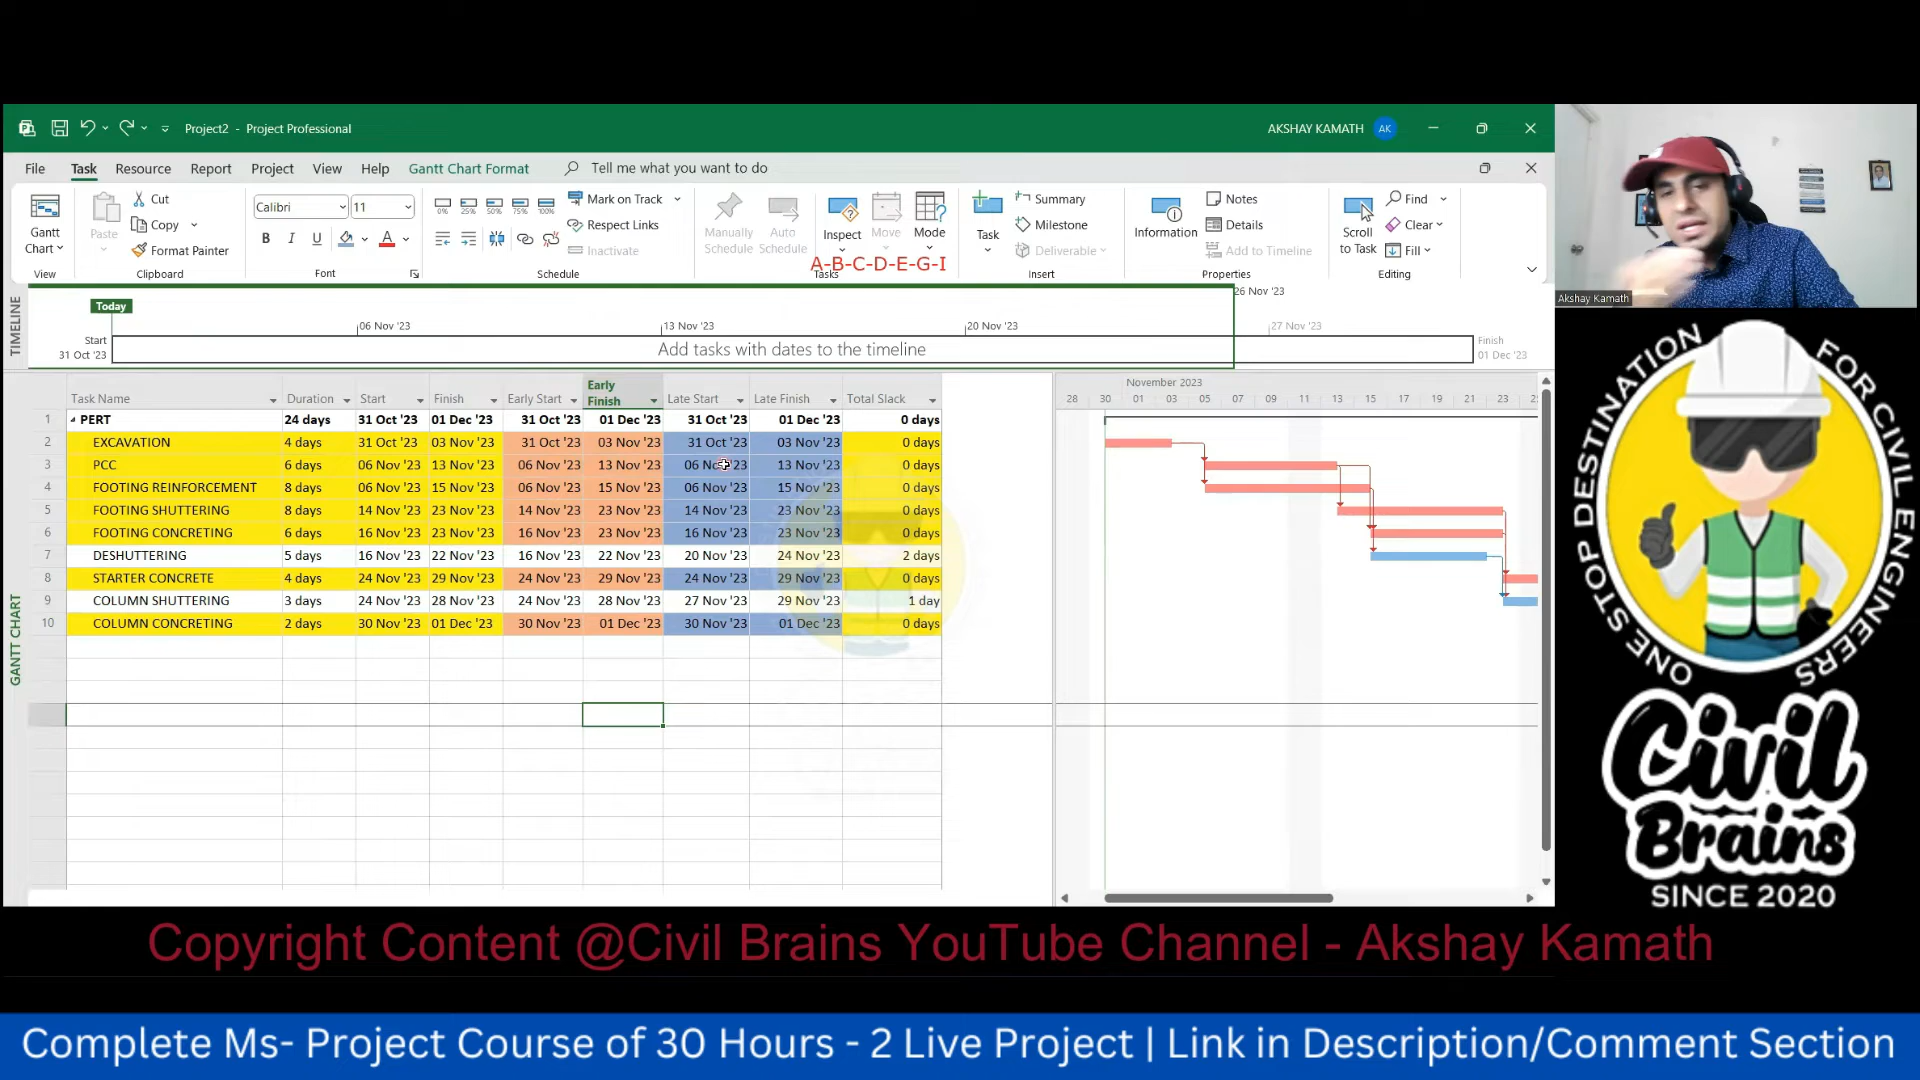 Project2 - Project Professional
AKSHAY KAMATH AK
File Task Resource Report Project View Help Gantt Chart Format Tell me what you want to do
Gantt Chart
View
Paste
Cut
Copy
Format Painter
Clipboard
Calibri 11
B I U A
Font
0% 25% 50% 75% 100%
Mark on Track
Respect Links
Inactivate
Schedule
Manually Schedule
Auto Schedule
Inspect
Move
Mode
Tasks
A-B-C-D-E-G-I
Task
Summary
Milestone
Deliverable
Insert
Information
Notes
Details
Add to Timeline
Properties
Scroll to Task
Find
Clear
Fill
Editing
Akshay Kamath
TIMELINE
Today
26 Nov '23
06 Nov '23 13 Nov '23 20 Nov '23 27 Nov '23
Start
31 Oct '23
Add tasks with dates to the timeline
Finish
01 Dec '23
Task Name Duration Start Finish Early Start Early Finish Late Start Late Finish Total Slack
1 PERT 24 days 31 Oct '23 01 Dec '23 31 Oct '23 01 Dec '23 31 Oct '23 01 Dec '23 0 days
2 EXCAVATION 4 days 31 Oct '23 03 Nov '23 31 Oct '23 03 Nov '23 31 Oct '23 03 Nov '23 0 days
3 PCC 6 days 06 Nov '23 13 Nov '23 06 Nov '23 13 Nov '23 06 Nov '23 13 Nov '23 0 days
4 FOOTING REINFORCEMENT 8 days 06 Nov '23 15 Nov '23 06 Nov '23 15 Nov '23 06 Nov '23 15 Nov '23 0 days
5 FOOTING SHUTTERING 8 days 14 Nov '23 23 Nov '23 14 Nov '23 23 Nov '23 14 Nov '23 23 Nov '23 0 days
6 FOOTING CONCRETING 6 days 16 Nov '23 23 Nov '23 16 Nov '23 23 Nov '23 16 Nov '23 23 Nov '23 0 days
7 DESHUTTERING 5 days 16 Nov '23 22 Nov '23 16 Nov '23 22 Nov '23 20 Nov '23 24 Nov '23 2 days
8 STARTER CONCRETE 4 days 24 Nov '23 29 Nov '23 24 Nov '23 29 Nov '23 24 Nov '23 29 Nov '23 0 days
9 COLUMN SHUTTERING 3 days 24 Nov '23 28 Nov '23 24 Nov '23 28 Nov '23 27 Nov '23 29 Nov '23 1 day
10 COLUMN CONCRETING 2 days 30 Nov '23 01 Dec '23 30 Nov '23 01 Dec '23 30 Nov '23 01 Dec '23 0 days
GANTT CHART
November 2023
28 30 01 03 05 07 09 11 13 15 17 19 21 23
ONE STOP DESTINATION FOR CIVIL ENGINEERS
Civil
Brains
SINCE 2020
Copyright Content @Civil Brains YouTube Channel - Akshay Kamath
Complete Ms- Project Course of 30 Hours - 2 Live Project | Link in Description/Comment Section